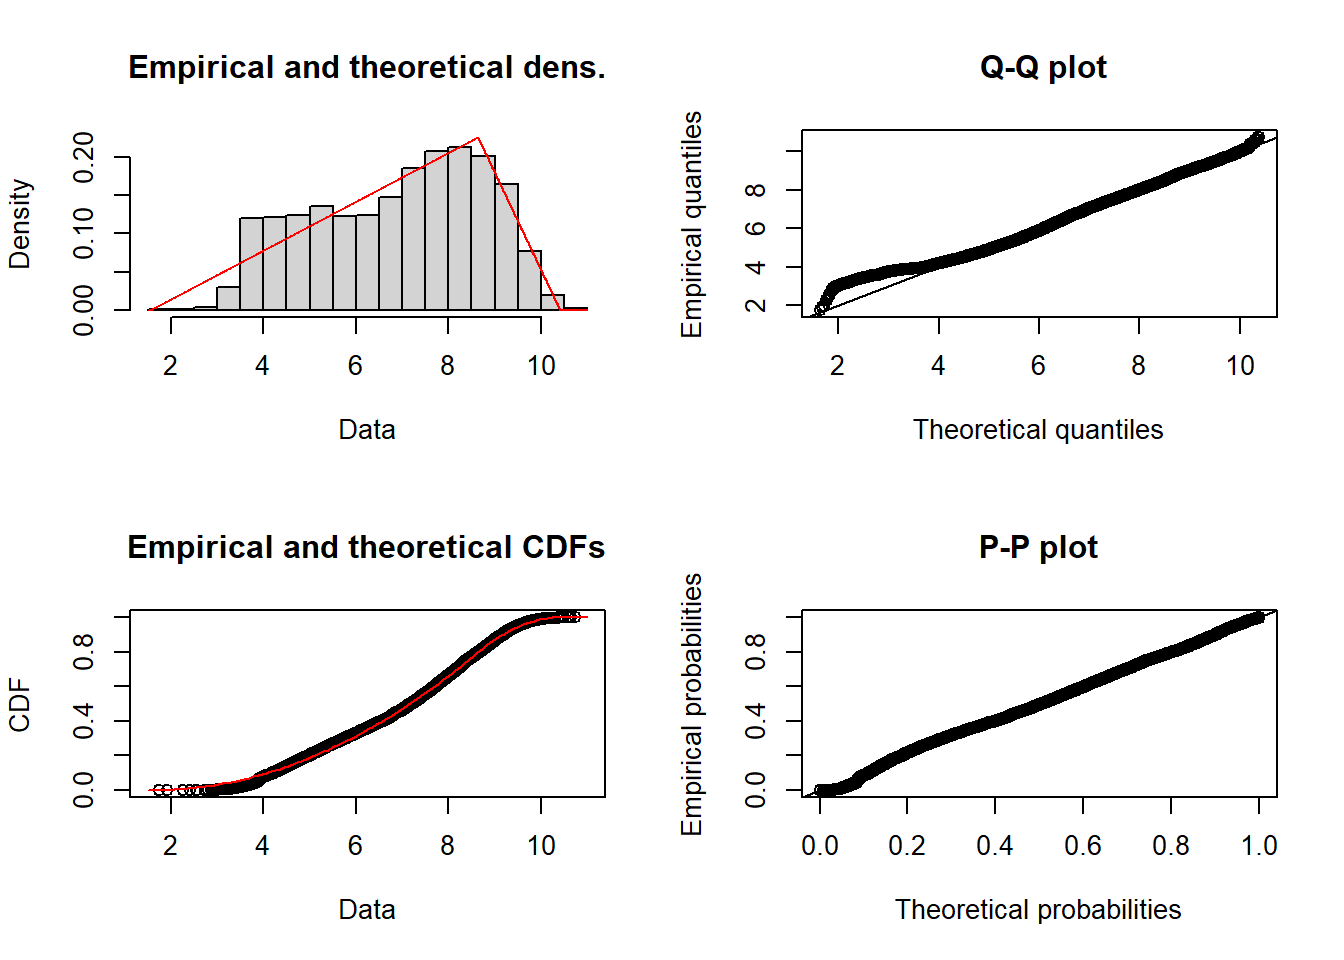 Empirical and theoretical dens.
Density
0.00 0.10 0.20
2 4 6 8 10
Data
Q-Q plot
Empirical quantiles
2 4 6 8
2 4 6 8 10
Theoretical quantiles
Empirical and theoretical CDFs
CDF
0.0 0.4 0.8
2 4 6 8 10
Data
P-P plot
Empirical probabilities
0.0 0.4 0.8
0.0 0.2 0.4 0.6 0.8 1.0
Theoretical probabilities